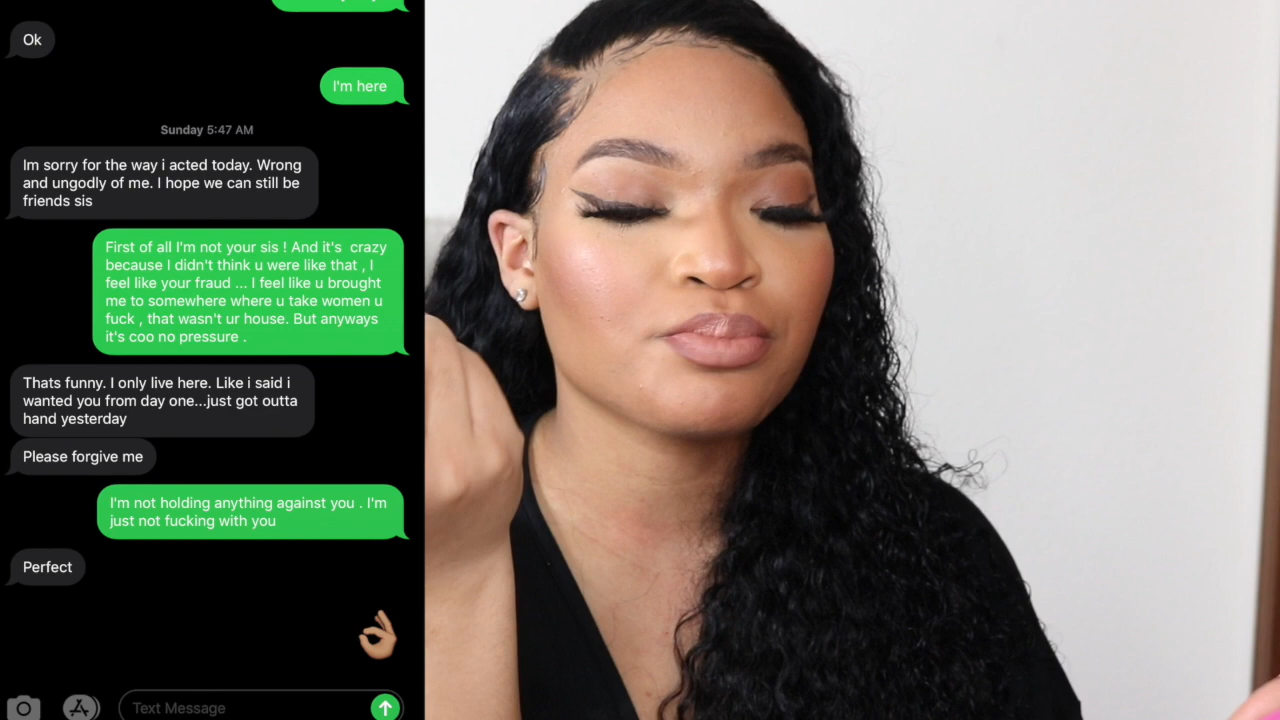 Ok
I'm here
Sunday 5:47 AM
Im sorry for the way i acted today. Wrong
and ungodly of me. I hope we can still be
friends sis
First of all I'm not your sis ! And it's  crazy
because I didn't think u were like that , I
feel like your fraud ... I feel like u brought
me to somewhere where u take women u
fuck , that wasn't ur house. But anyways
it's coo no pressure .
Thats funny. I only live here. Like i said i
wanted you from day one...just got outta
hand yesterday
Please forgive me
I'm not holding anything against you . I'm
just not fucking with you
Perfect
Text Message